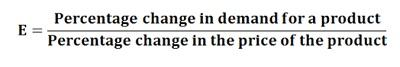 E = Percentage change in demand for a product
Percentage change in the price of the product